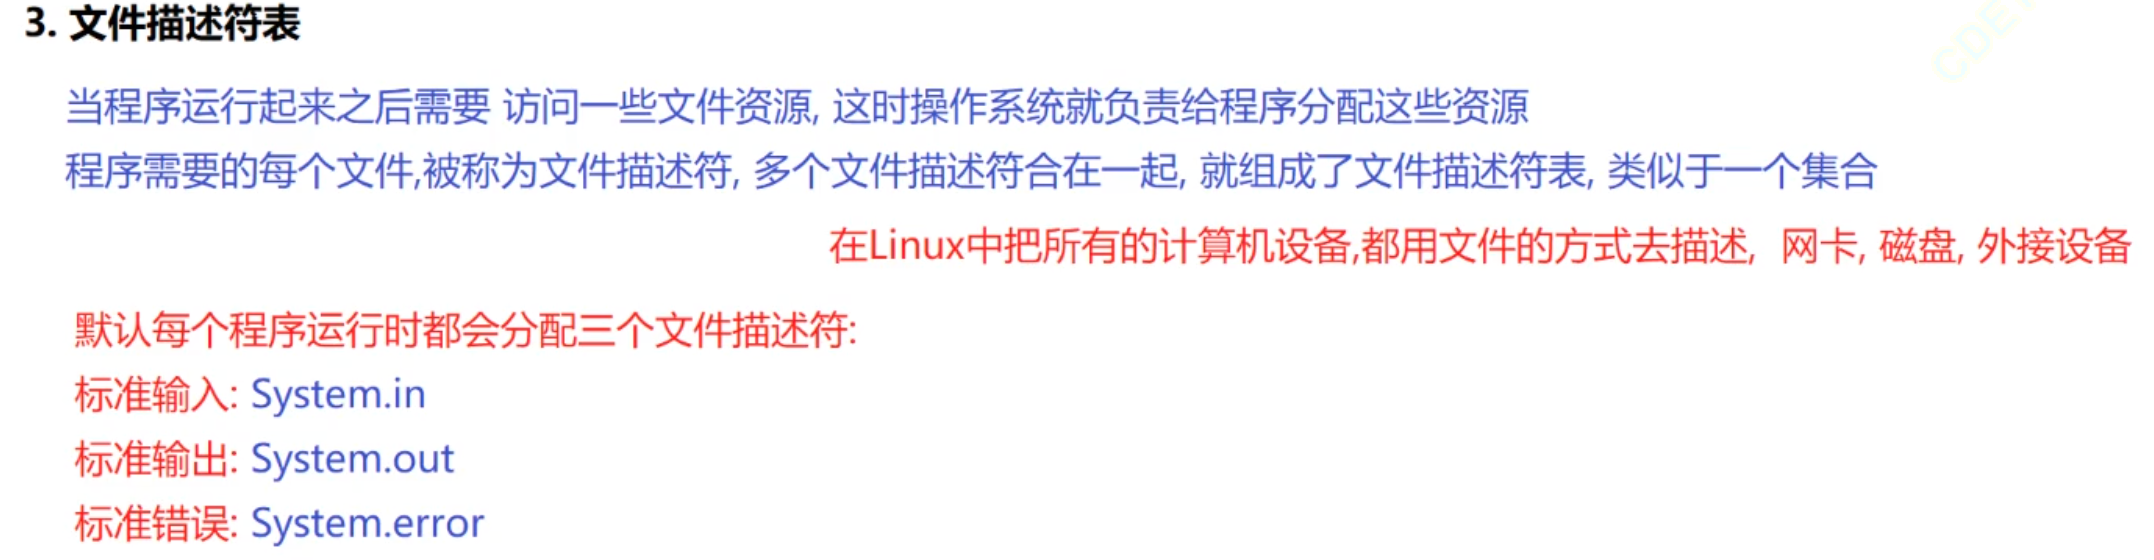 3. 文件描述符表
当程序运行起来之后需要 访问一些文件资源, 这时操作系统就负责给程序分配这些资源
程序需要的每个文件,被称为文件描述符, 多个文件描述符合在一起, 就组成了文件描述符表, 类似于一个集合
在Linux中把所有的计算机设备,都用文件的方式去描述, 网卡, 磁盘, 外接设备
默认每个程序运行时都会分配三个文件描述符:
标准输入: System.in
标准输出: System.out
标准错误: System.error